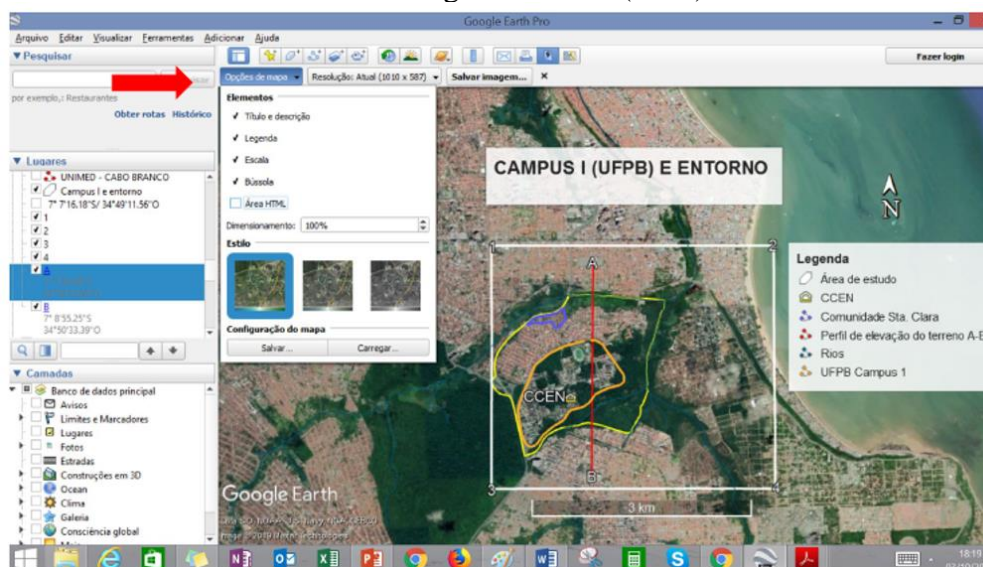 Google Earth Pro
Arquivo Editar Visualizar Ferramentas Adicionar Ajuda
▼ Pesquisar
por exemplo,: Restaurantes
Obter rotas Histórico
Fazer login
Opções de mapa
Resolução: Atual (1010 x 587)
Salvar imagem...
Elementos
Título e descrição
Legenda
Escala
Bússola
Área HTML
Dimensionamento: 100%
Estilo
Configuração do mapa
Salvar...
Carregar...
▼ Lugares
UNIMED - CABO BRANCO
Campus I e entorno
7° 7'16.18"S/ 34°49'11.56"O
1
2
3
4
A
B
7° 8'55.25"S
34°50'33.39"O
▼ Camadas
Banco de dados principal
Avisos
Limites e Marcadores
Lugares
Fotos
Estradas
Construções em 3D
Ocean
Clima
Galeria
Consciência global
CAMPUS I (UFPB) E ENTORNO
N
1
2
A
CCEN
B
3
4
3 km
Google Earth
Legenda
Área de estudo
CCEN
Comunidade Sta. Clara
Perfil de elevação do terreno A-B
Rios
UFPB Campus 1
18:19